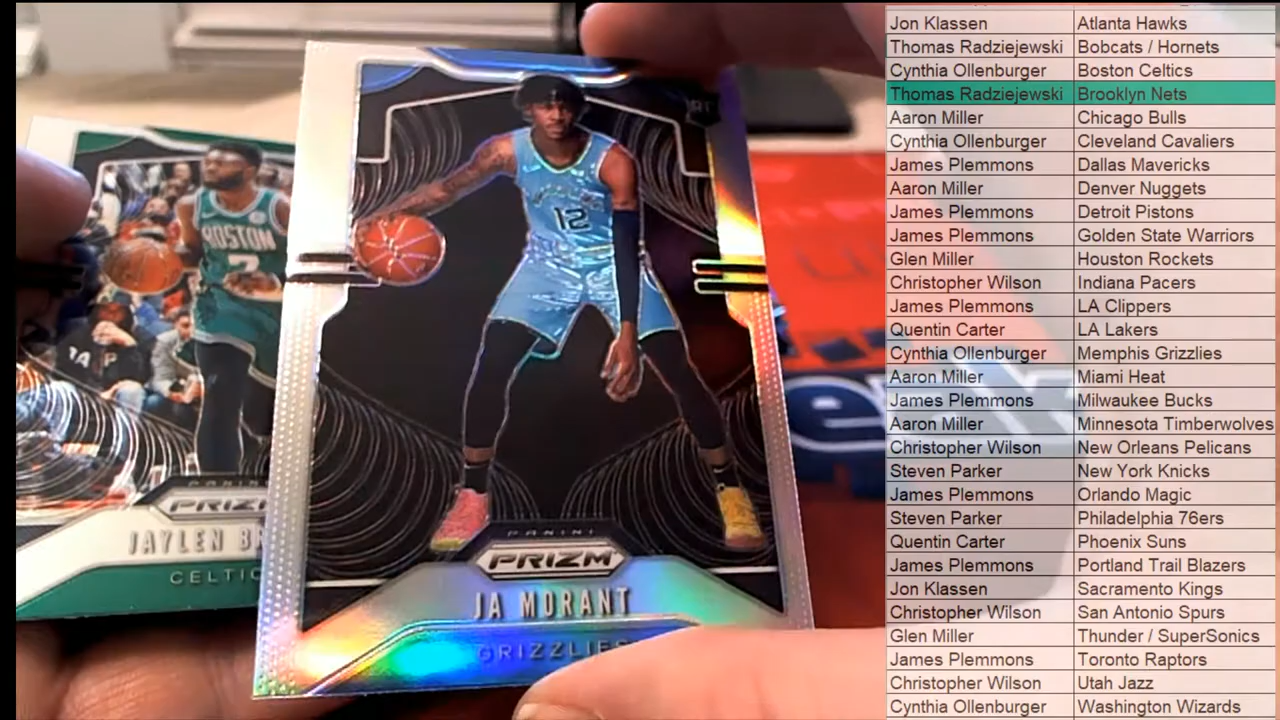 BOSTON
7
PANINI
PRIZM
JAYLEN BR
CELTIC
RC
12
PANINI
PRIZM
JA MORANT
GRIZZLIES
Jon Klassen Atlanta Hawks
Thomas Radziejewski Bobcats / Hornets
Cynthia Ollenburger Boston Celtics
Thomas Radziejewski Brooklyn Nets
Aaron Miller Chicago Bulls
Cynthia Ollenburger Cleveland Cavaliers
James Plemmons Dallas Mavericks
Aaron Miller Denver Nuggets
James Plemmons Detroit Pistons
James Plemmons Golden State Warriors
Glen Miller Houston Rockets
Christopher Wilson Indiana Pacers
James Plemmons LA Clippers
Quentin Carter LA Lakers
Cynthia Ollenburger Memphis Grizzlies
Aaron Miller Miami Heat
James Plemmons Milwaukee Bucks
Aaron Miller Minnesota Timberwolves
Christopher Wilson New Orleans Pelicans
Steven Parker New York Knicks
James Plemmons Orlando Magic
Steven Parker Philadelphia 76ers
Quentin Carter Phoenix Suns
James Plemmons Portland Trail Blazers
Jon Klassen Sacramento Kings
Christopher Wilson San Antonio Spurs
Glen Miller Thunder / SuperSonics
James Plemmons Toronto Raptors
Christopher Wilson Utah Jazz
Cynthia Ollenburger Washington Wizards